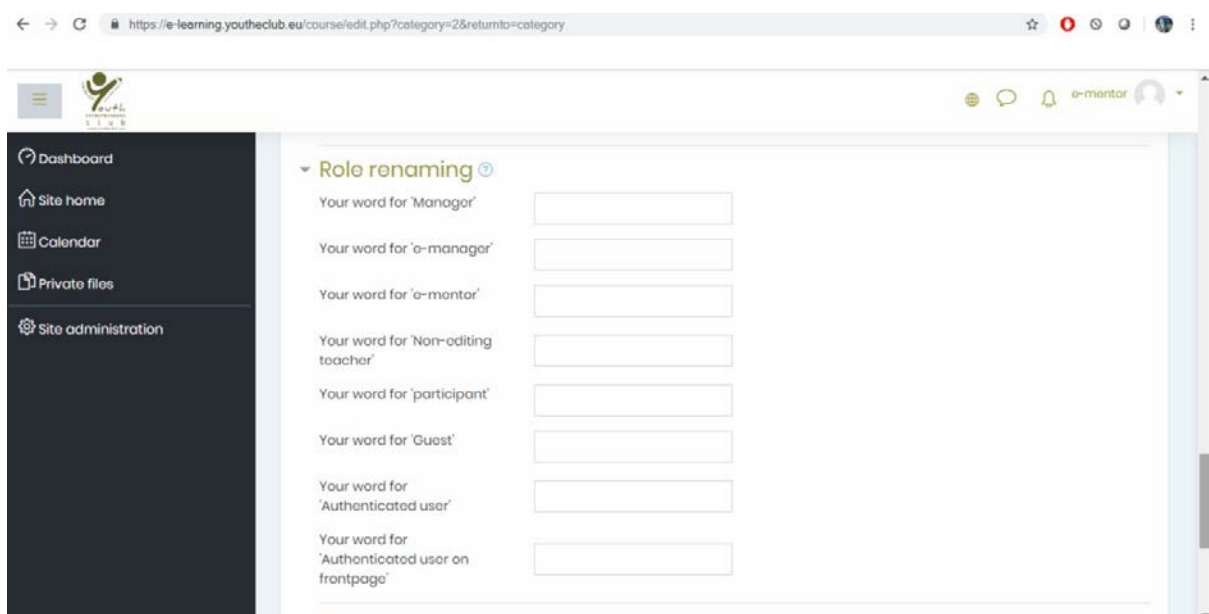 https://e-learning.youtheclub.eu/course/edit.php?category=2&returnto=category
e-mentor
Youth
club
Dashboard
Site home
Calendar
Private files
Site administration
Role renaming
Your word for 'Manager'
Your word for 'e-manager'
Your word for 'e-mentor'
Your word for 'Non-editing
teacher'
Your word for 'participant'
Your word for 'Guest'
Your word for
'Authenticated user'
Your word for
'Authenticated user on
frontpage'